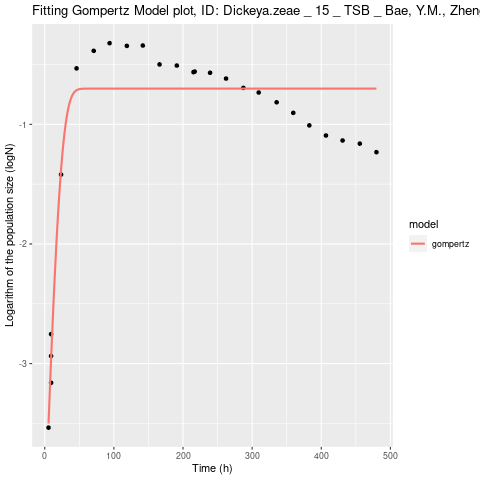 Fitting Gompertz Model plot, ID: Dickeya.zeae _ 15 _ TSB _ Bae, Y.M., Zheng
Logarithm of the population size (logN)
-1
-2
-3
0
100
200
300
400
500
Time (h)
model
gompertz